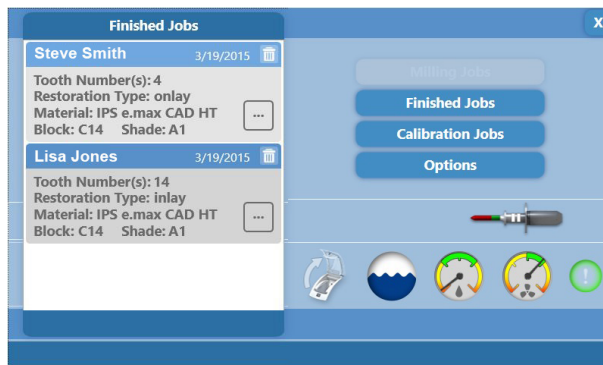 Finished Jobs
Steve Smith 3/19/2015
Tooth Number(s): 4
Restoration Type: onlay
Material: IPS e.max CAD HT
Block: C14 Shade: A1
...
Lisa Jones 3/19/2015
Tooth Number(s): 14
Restoration Type: inlay
Material: IPS e.max CAD HT
Block: C14 Shade: A1
...
X
Milling Jobs
Finished Jobs
Calibration Jobs
Options
!